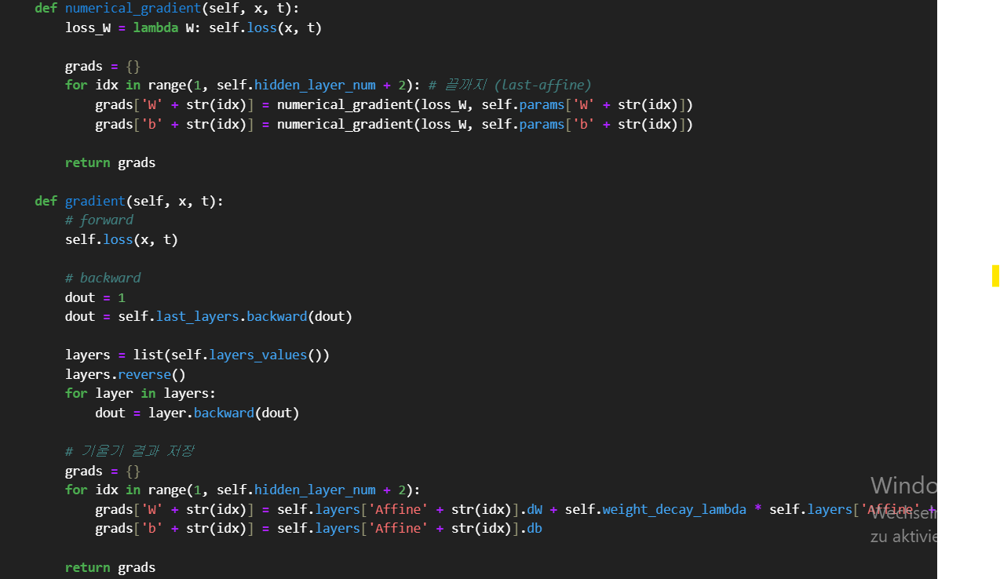 def numerical_gradient(self, x, t):
loss_W = lambda W: self.loss(x, t)
grads = {}
for idx in range(1, self.hidden_layer_num + 2): # 끝까지 (last-affine)
grads['W' + str(idx)] = numerical_gradient(loss_W, self.params['W' + str(idx)])
grads['b' + str(idx)] = numerical_gradient(loss_W, self.params['b' + str(idx)])
return grads
def gradient(self, x, t):
# forward
self.loss(x, t)
# backward
dout = 1
dout = self.last_layers.backward(dout)
layers = list(self.layers_values())
layers.reverse()
for layer in layers:
dout = layer.backward(dout)
# 기울기 결과 저장
grads = {}
for idx in range(1, self.hidden_layer_num + 2):
grads['W' + str(idx)] = self.layers['Affine' + str(idx)].dW + self.weight_decay_lambda * self.layers['Affine' +
grads['b' + str(idx)] = self.layers['Affine' + str(idx)].db
return grads
Windo
Wechseln
zu aktivie